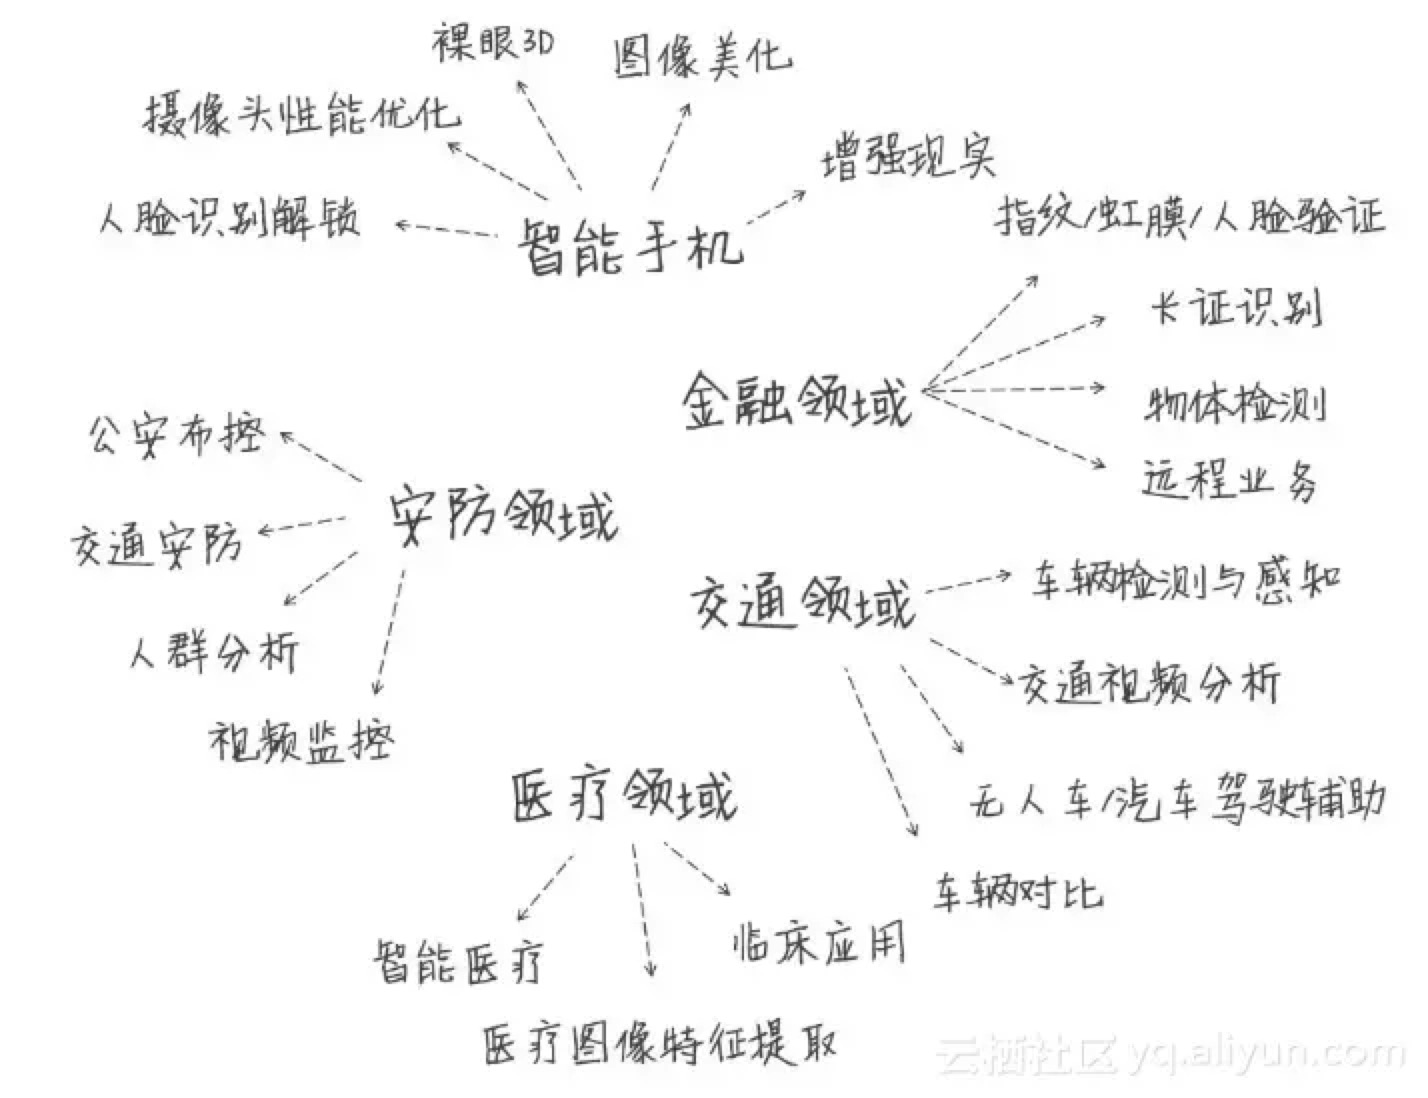 裸眼3D
图像美化
摄像头性能优化
增强现实
人脸识别解锁
智能手机
指纹/虹膜/人脸验证
卡证识别
金融领域
物体检测
远程业务
公安布控
安防领域
交通安防
人群分析
视频监控
交通领域
车辆检测与感知
交通视频分析
无人车/汽车驾驶辅助
车辆对比
医疗领域
智能医疗
临床应用
医疗图像特征提取
云栖社区 yq.aliyun.com